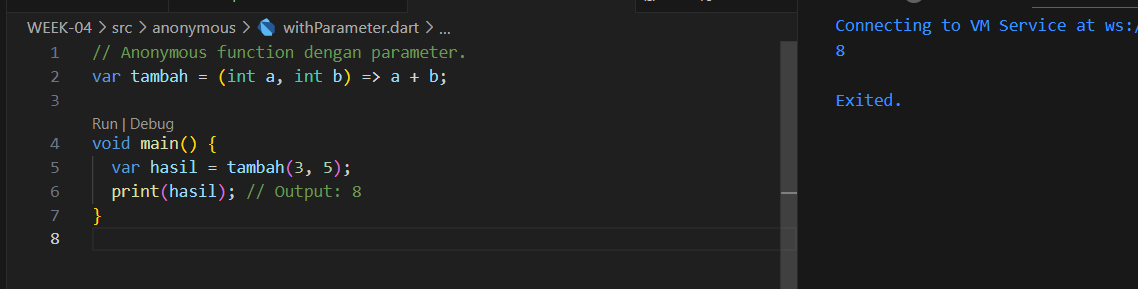 WEEK-04 > src > anonymous > withParameter.dart > ...
1 // Anonymous function dengan parameter.
2 var tambah = (int a, int b) => a + b;
3
Run | Debug
4 void main() {
5 var hasil = tambah(3, 5);
6 print(hasil); // Output: 8
7 }
8
Connecting to VM Service at ws:/
8
Exited.